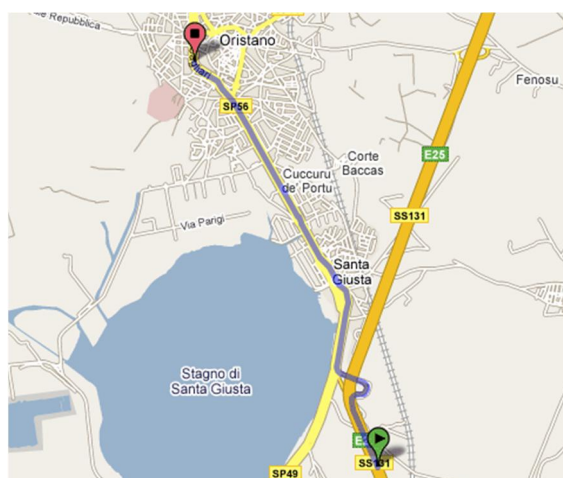 Repubblica
Oristano
Fenosu
SP56
Corte
Baccas
E25
Cuccuru
de' Portu
SS131
Via Parigi
Santa
Giusta
Stagno di
Santa Giusta
SS131
SP49